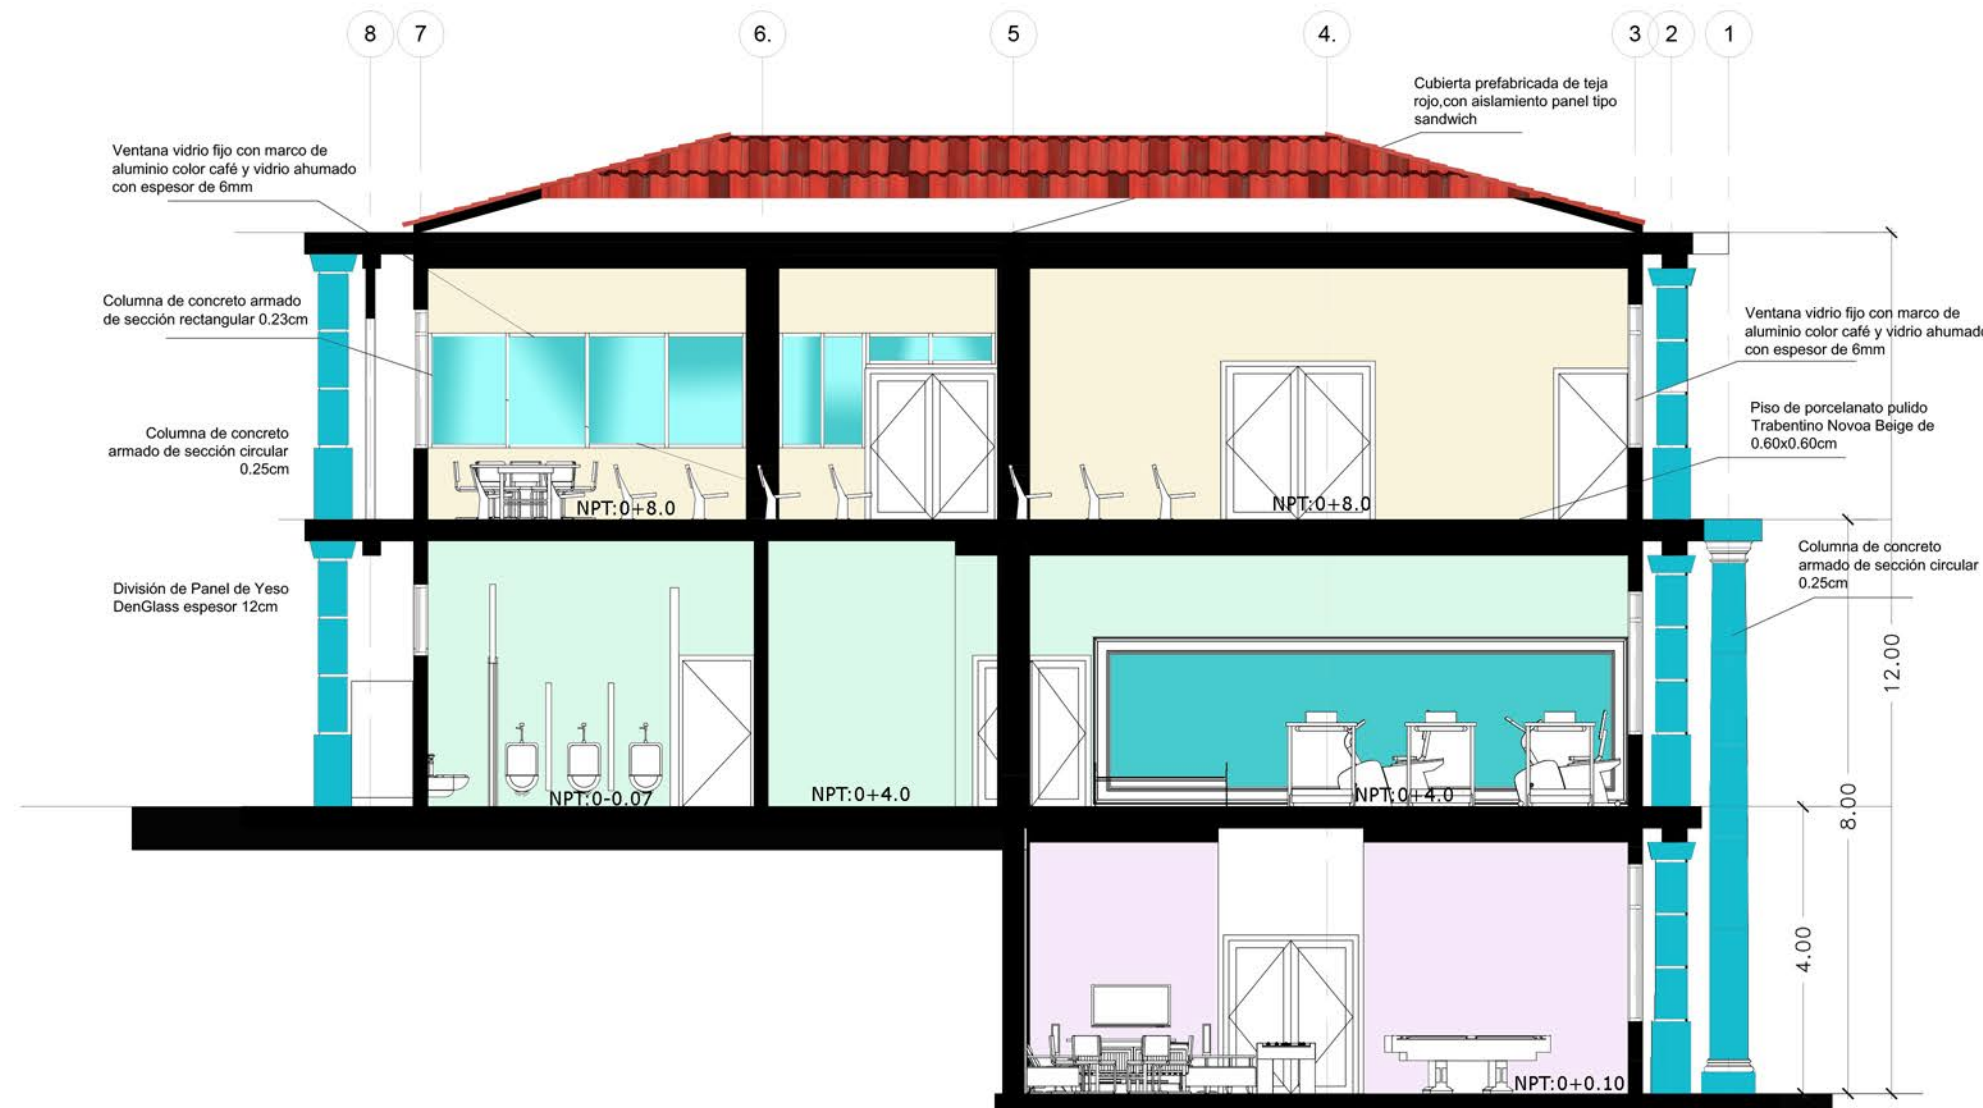 8 7 6. 5 4. 3 2 1
Cubierta prefabricada de teja
rojo,con aislamiento panel tipo
sandwich
Ventana vidrio fijo con marco de
aluminio color café y vidrio ahumado
con espesor de 6mm
Columna de concreto armado
de sección rectangular 0.23cm
Columna de concreto
armado de sección circular
0.25cm
División de Panel de Yeso
DenGlass espesor 12cm
Ventana vidrio fijo con marco de
aluminio color café y vidrio ahumado
con espesor de 6mm
Piso de porcelanato pulido
Trabentino Novoa Beige de
0.60x0.60cm
Columna de concreto
armado de sección circular
0.25cm
NPT:0+8.0
NPT:0+8.0
NPT:0-0.07
NPT:0+4.0
NPT:0+4.0
NPT:0+0.10
12.00
8.00
4.00